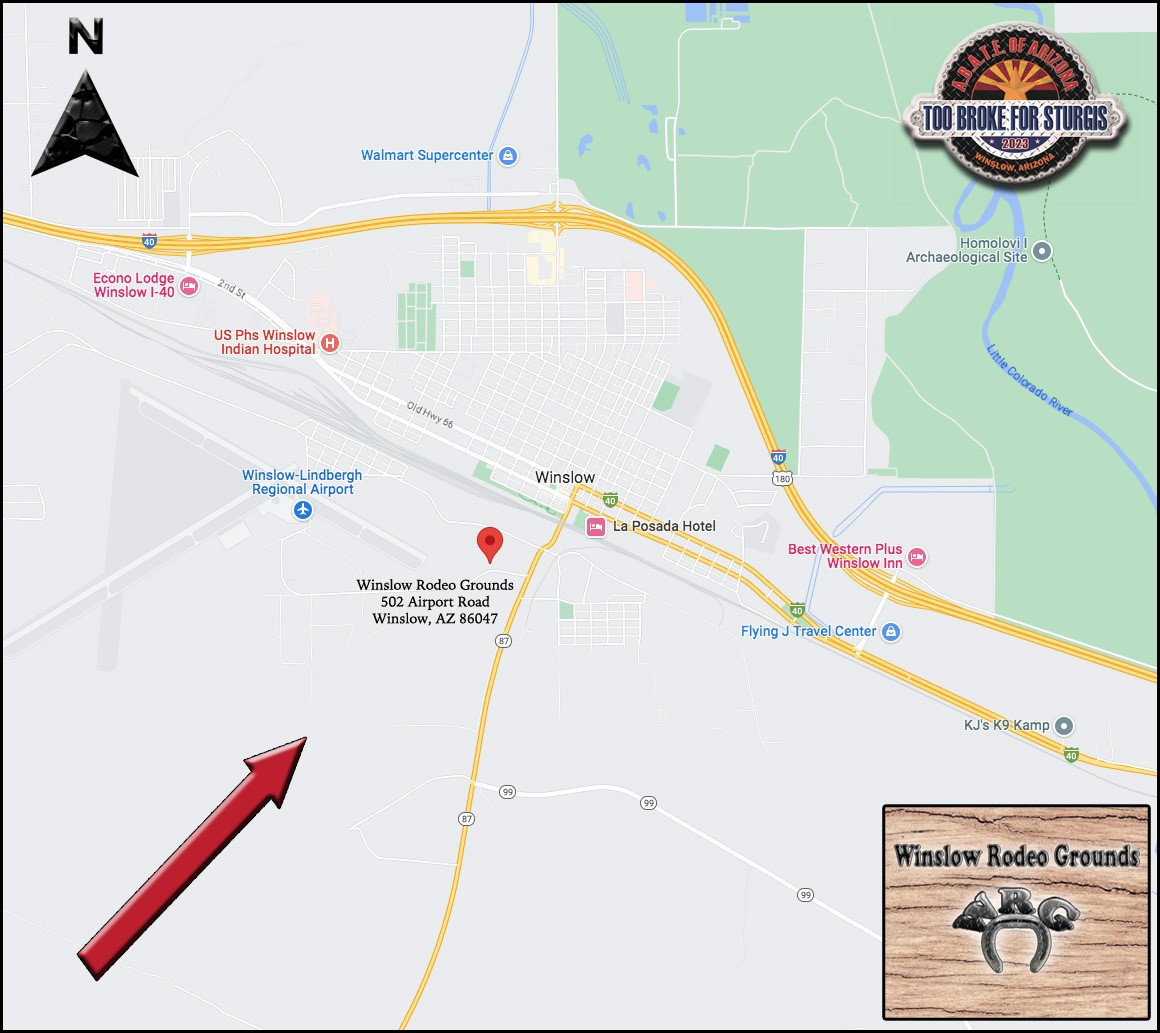 N
A.B.A.T.E. OF ARIZONA
TOO BROKE FOR STURGIS
2023
WINSLOW, ARIZONA
Walmart Supercenter
40
Homolovi I
Archaeological Site
Econo Lodge
Winslow I-40
2nd St
US Phs Winslow
Indian Hospital
H
Little Colorado River
Old Hwy 66
40
180
Winslow-Lindbergh
Regional Airport
Winslow
40
La Posada Hotel
Best Western Plus
Winslow Inn
Winslow Rodeo Grounds
502 Airport Road
Winslow, AZ 86047
40
Flying J Travel Center
87
KJ's K9 Kamp
40
99
99
87
99
Winslow Rodeo Grounds
ARG